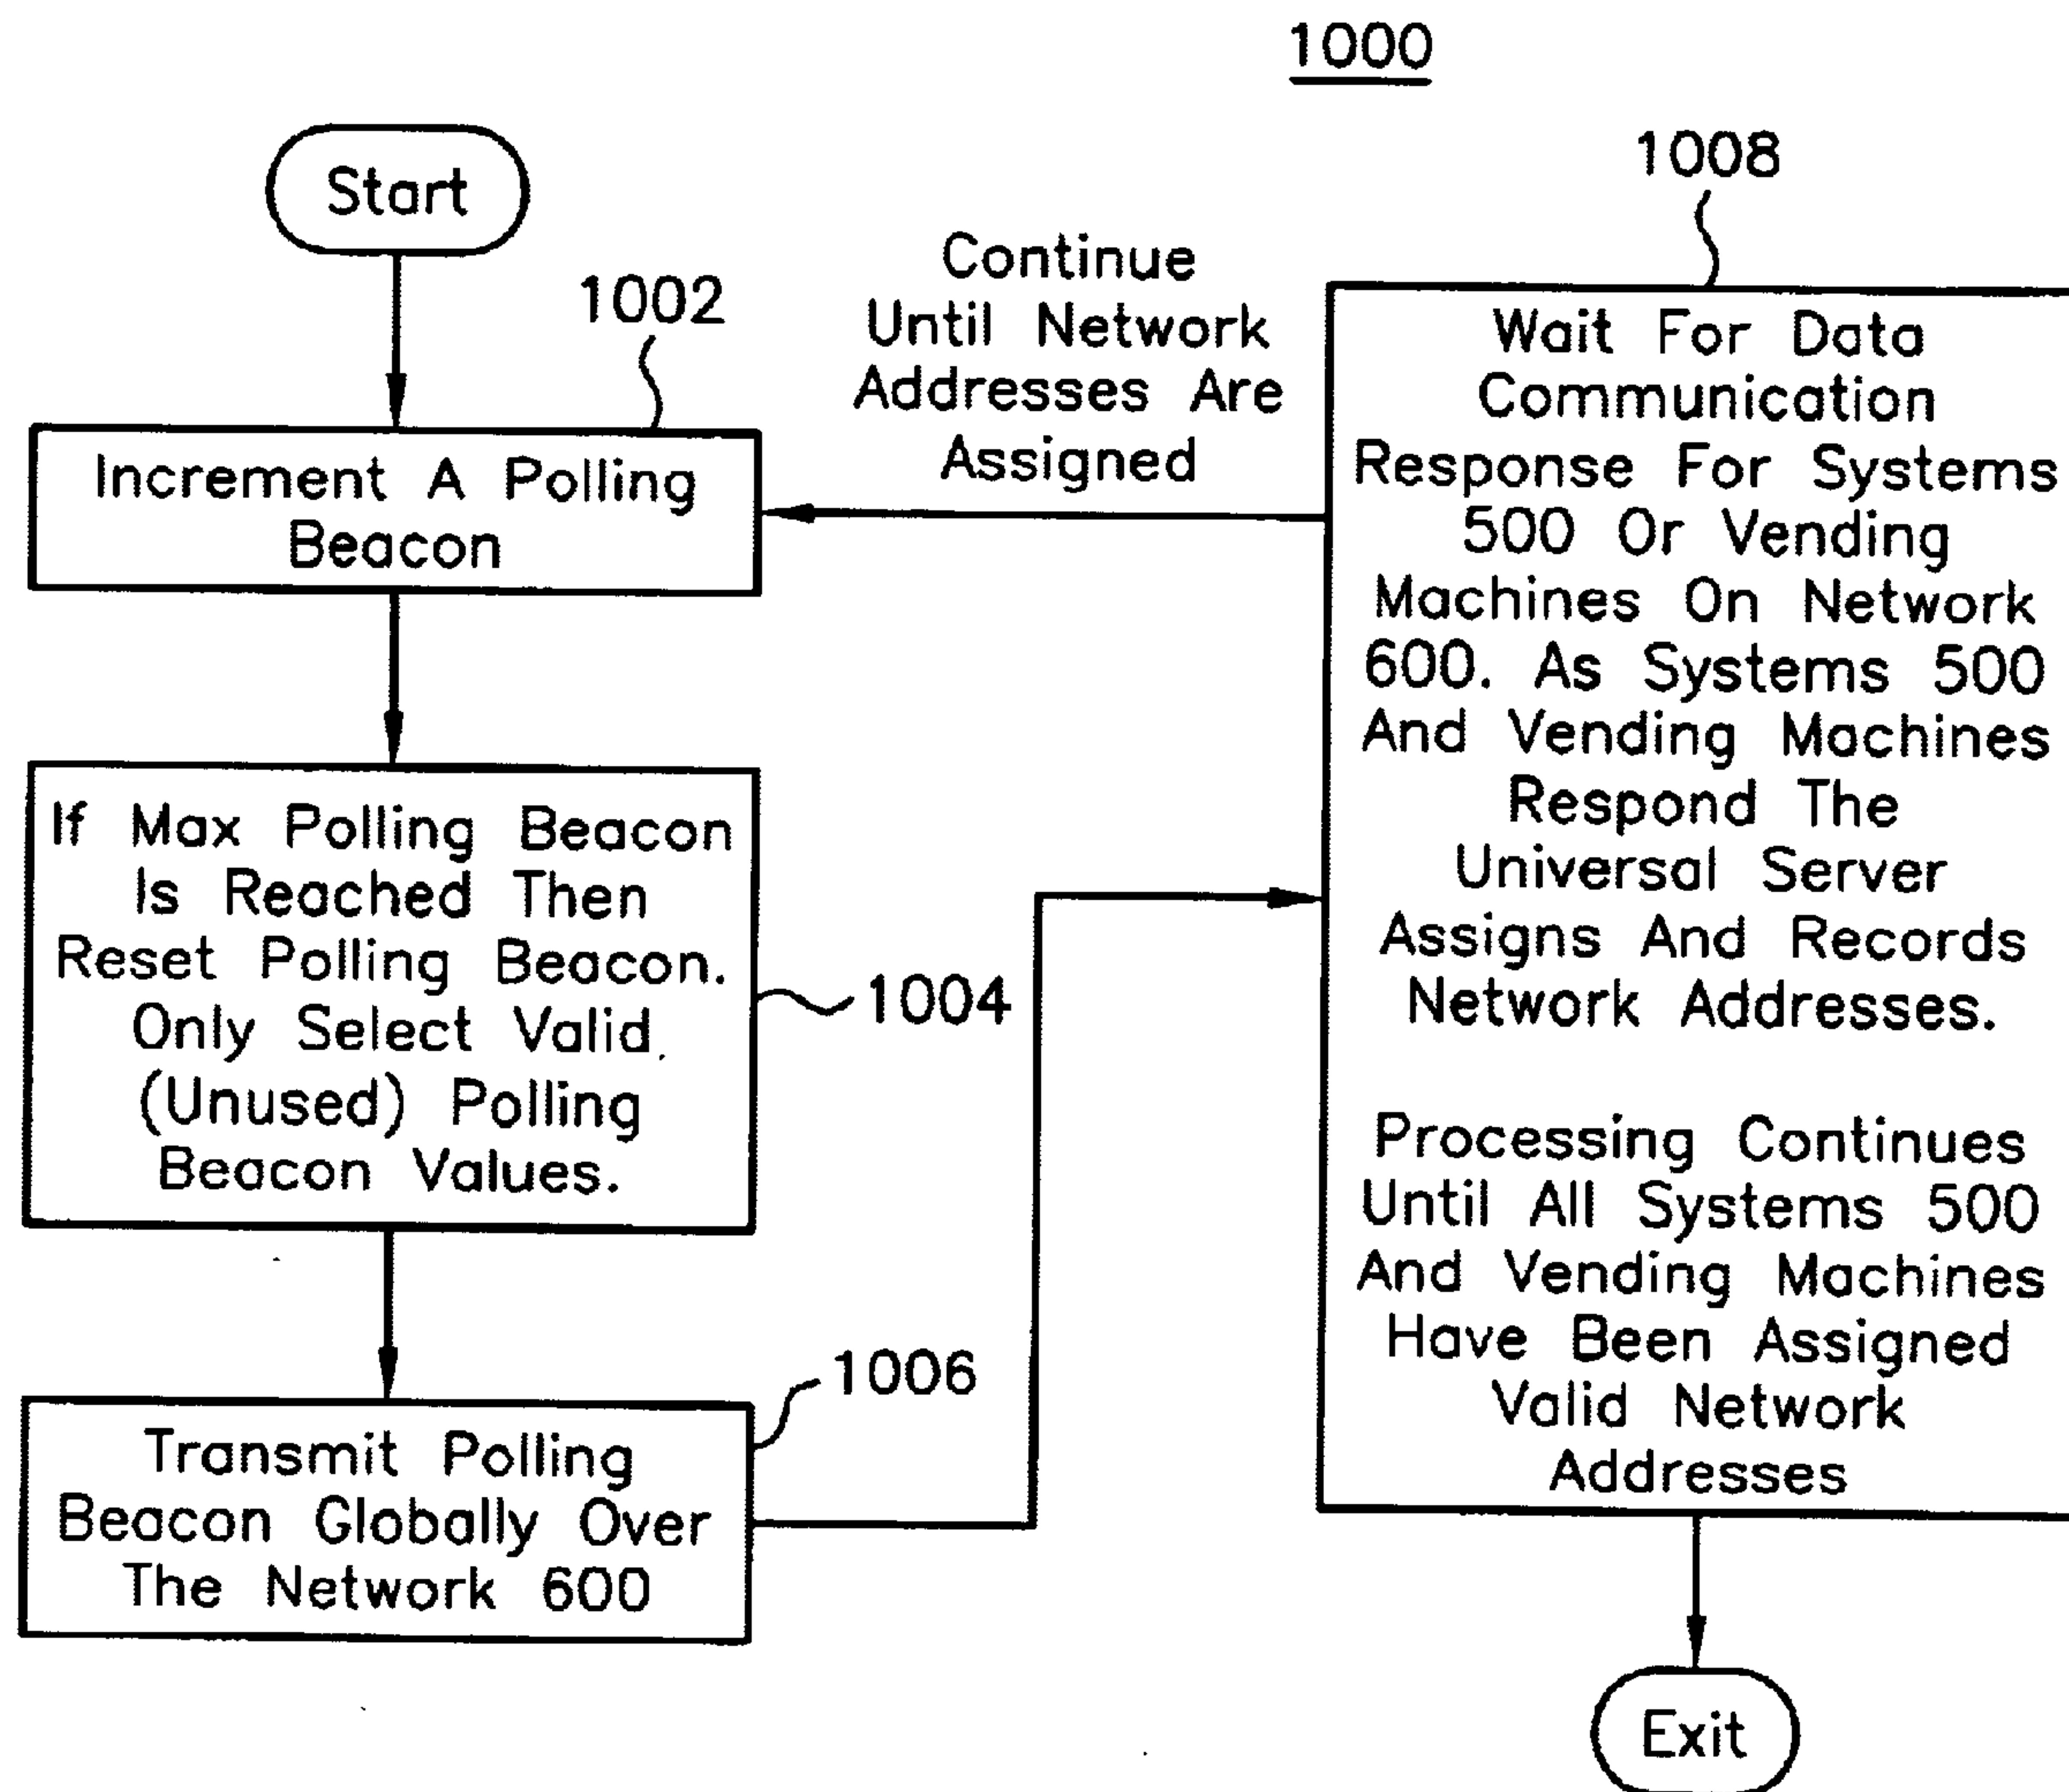 1000
Start
1002
Increment A Polling
Beacon
Continue
Until Network
Addresses Are
Assigned
If Max Polling Beacon
Is Reached Then
Reset Polling Beacon.
Only Select Valid
(Unused) Polling
Beacon Values.
1004
Transmit Polling
Beacon Globally Over
The Network 600
1006
1008
Wait For Data
Communication
Response For Systems
500 Or Vending
Machines On Network
600. As Systems 500
And Vending Machines
Respond The
Universal Server
Assigns And Records
Network Addresses.
Processing Continues
Until All Systems 500
And Vending Machines
Have Been Assigned
Valid Network
Addresses
Exit